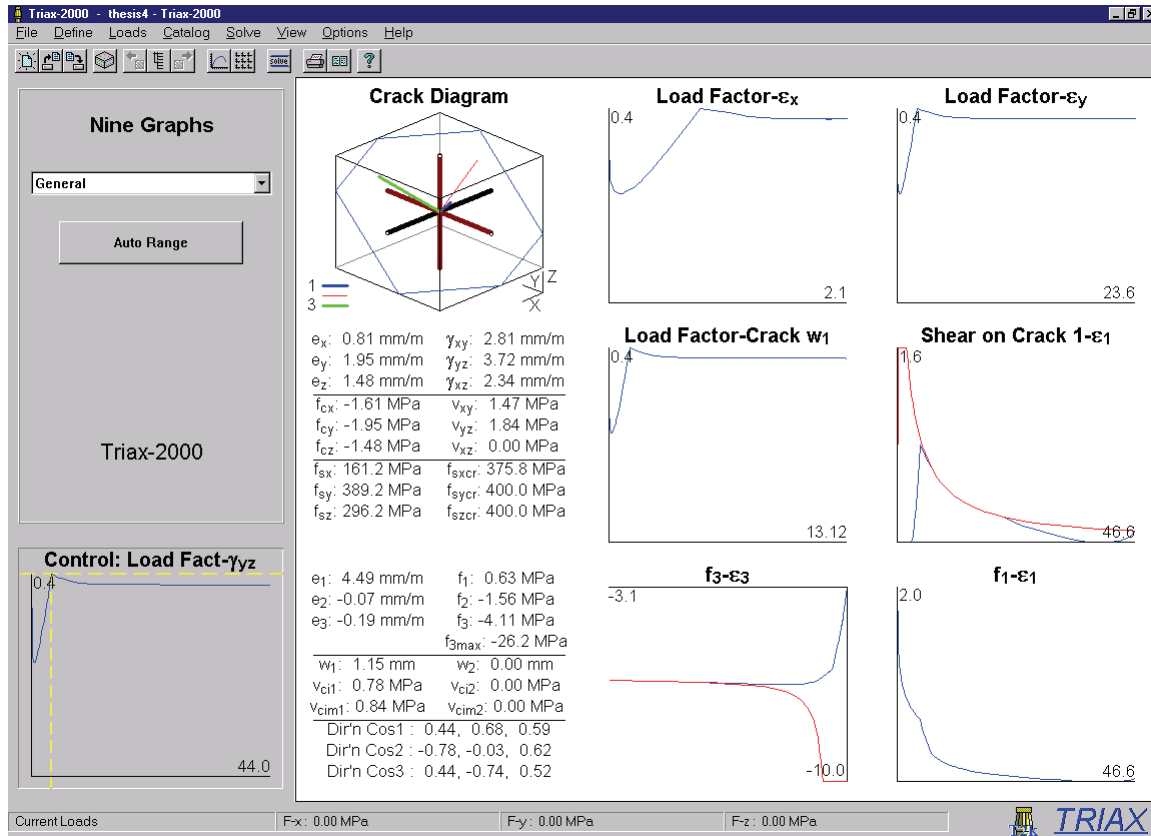 Triax-2000 - thesis4 - Triax-2000
File Define Loads Catalog Solve View Options Help
solve
?
Nine Graphs
General
Auto Range
Triax-2000
Control: Load Fact-γyz
0.4
44.0
Crack Diagram
1
3
Y Z
X
ex: 0.81 mm/m γxy: 2.81 mm/m
ey: 1.95 mm/m γyz: 3.72 mm/m
ez: 1.48 mm/m γxz: 2.34 mm/m
fcx: -1.61 MPa vxy: 1.47 MPa
fcy: -1.95 MPa vyz: 1.84 MPa
fcz: -1.48 MPa vxz: 0.00 MPa
fsx: 161.2 MPa fsxcr: 375.8 MPa
fsy: 389.2 MPa fsycr: 400.0 MPa
fsz: 296.2 MPa fszcr: 400.0 MPa
e1: 4.49 mm/m f1: 0.63 MPa
e2: -0.07 mm/m f2: -1.56 MPa
e3: -0.19 mm/m f3: -4.11 MPa
f3max: -26.2 MPa
w1: 1.15 mm w2: 0.00 mm
vci1: 0.78 MPa vci2: 0.00 MPa
vcim1: 0.84 MPa vcim2: 0.00 MPa
Dir'n Cos1 : 0.44, 0.68, 0.59
Dir'n Cos2 : -0.78, -0.03, 0.62
Dir'n Cos3 : 0.44, -0.74, 0.52
Load Factor-εx
0.4
2.1
Load Factor-εy
0.4
23.6
Load Factor-Crack w1
0.4
13.12
Shear on Crack 1-ε1
1.6
46.6
f3-ε3
-3.1
-10.0
f1-ε1
2.0
46.6
Current Loads
F-x : 0.00 MPa
F-y : 0.00 MPa
F-z : 0.00 MPa
TRIAX